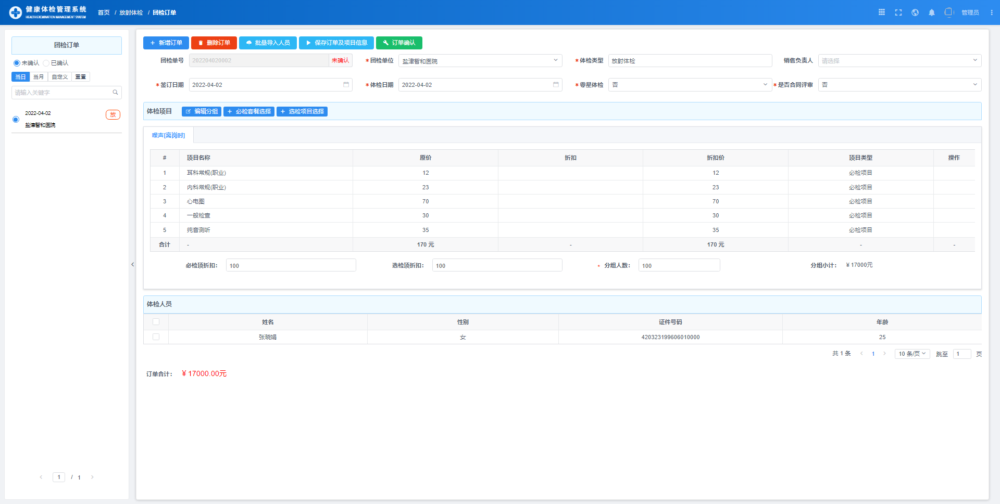 健康体检管理系统
HEALTH EXOMINATION MANAGEMENT SYSTEM
首页 / 放射体检 / 团检订单
管理员
团检订单
未确认 已确认
当日 当月 自定义 重置
请输入关键字
2022-04-02
放
盐津智和医院
1 / 1
新增订单 删除订单 批量导入人员 保存订单及项目信息 订单确认
团检单号 202204020002 未确认 *团检单位 盐津智和医院 *体检类型 放射体检 销售负责人 请选择
*签订日期 2022-04-02 *体检日期 2022-04-02 *零星体检 否 *是否合同评审 否
体检项目 编辑分组 必检套餐选择 选检项目选择
噪声[离岗时]
# 项目名称 原价 折扣 折扣价 项目类型 操作
1 耳科常规(职业) 12 12 必检项目
2 内科常规(职业) 23 23 必检项目
3 心电图 70 70 必检项目
4 一般检查 30 30 必检项目
5 纯音测听 35 35 必检项目
合计 - 170 元 - 170 元 - -
必检项折扣: 100 选检项折扣: 100 * 分组人数: 100 分组小计: ¥ 17000元
体检人员
姓名 性别 证件号码 年龄
张晓娟 女 420323199606010000 25
共 1 条 1 10 条/页 跳至 1 页
订单合计: ¥ 17000.00元